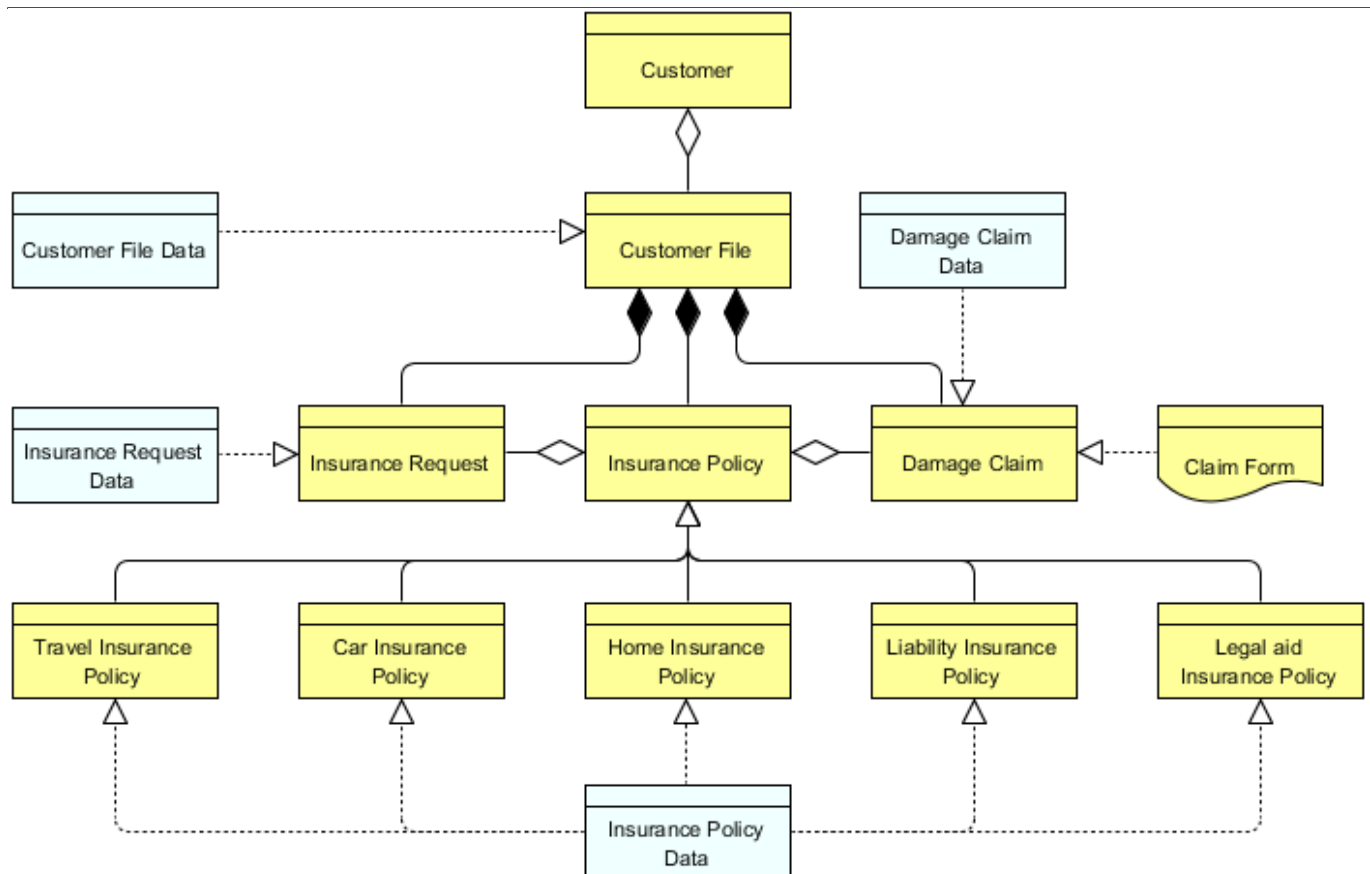 Customer
Customer File Data
Customer File
Damage Claim
Data
Insurance Request
Data
Insurance Request
Insurance Policy
Damage Claim
Claim Form
Travel Insurance
Policy
Car Insurance
Policy
Home Insurance
Policy
Liability Insurance
Policy
Legal aid
Insurance Policy
Insurance Policy
Data